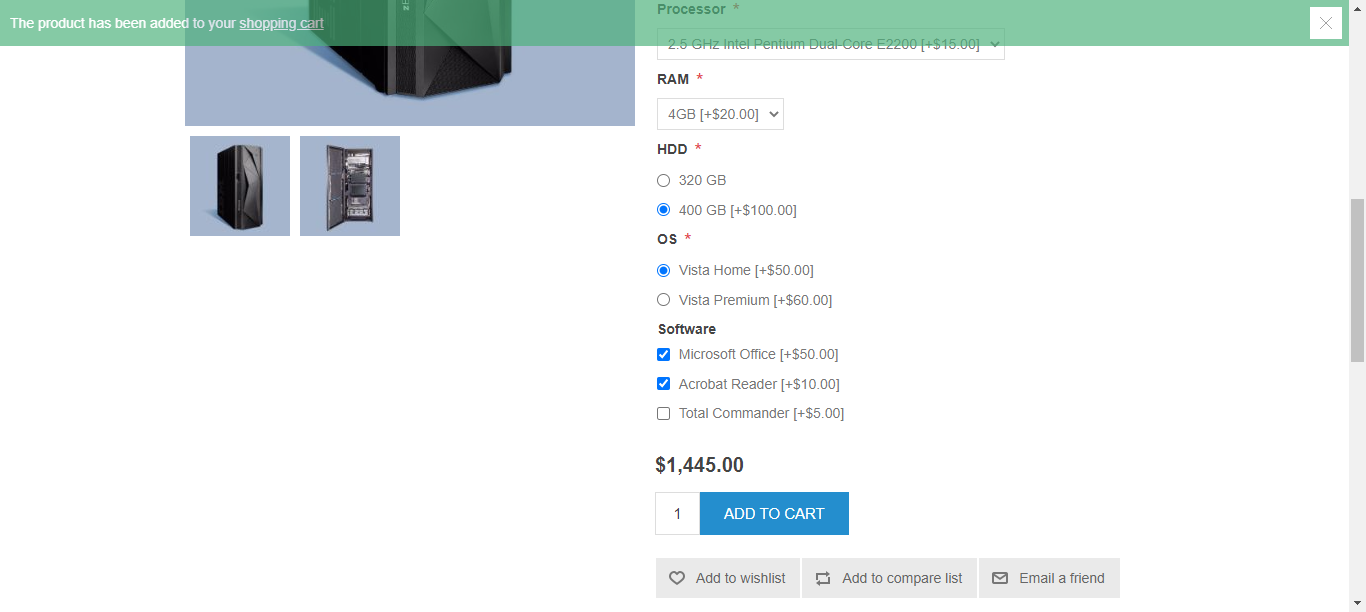 The product has been added to your shopping cart
Processor *
2.5 GHz Intel Pentium Dual-Core E2200 [+$15.00]
RAM *
4GB [+$20.00]
HDD *
320 GB
400 GB [+$100.00]
OS *
Vista Home [+$50.00]
Vista Premium [+$60.00]
Software
Microsoft Office [+$50.00]
Acrobat Reader [+$10.00]
Total Commander [+$5.00]
$1,445.00
1 ADD TO CART
Add to wishlist Add to compare list Email a friend